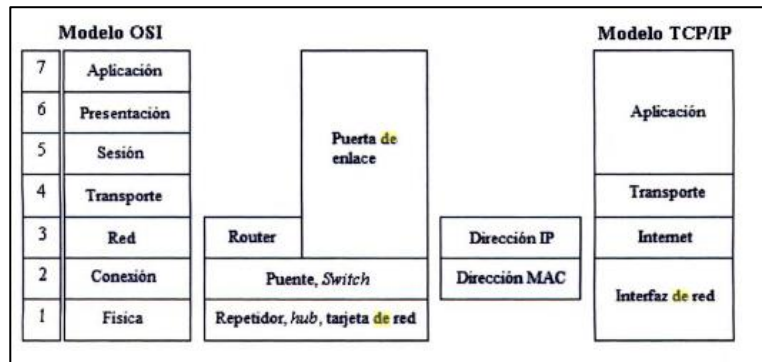 Modelo OSI
Modelo TCP/IP
7
Aplicación
6
Presentación
5
Sesión
4
Transporte
3
Red
2
Conexión
1
Física
Puerta de
enlace
Router
Puente, Switch
Repetidor, hub, tarjeta de red
Dirección IP
Dirección MAC
Aplicación
Transporte
Internet
Interfaz de red